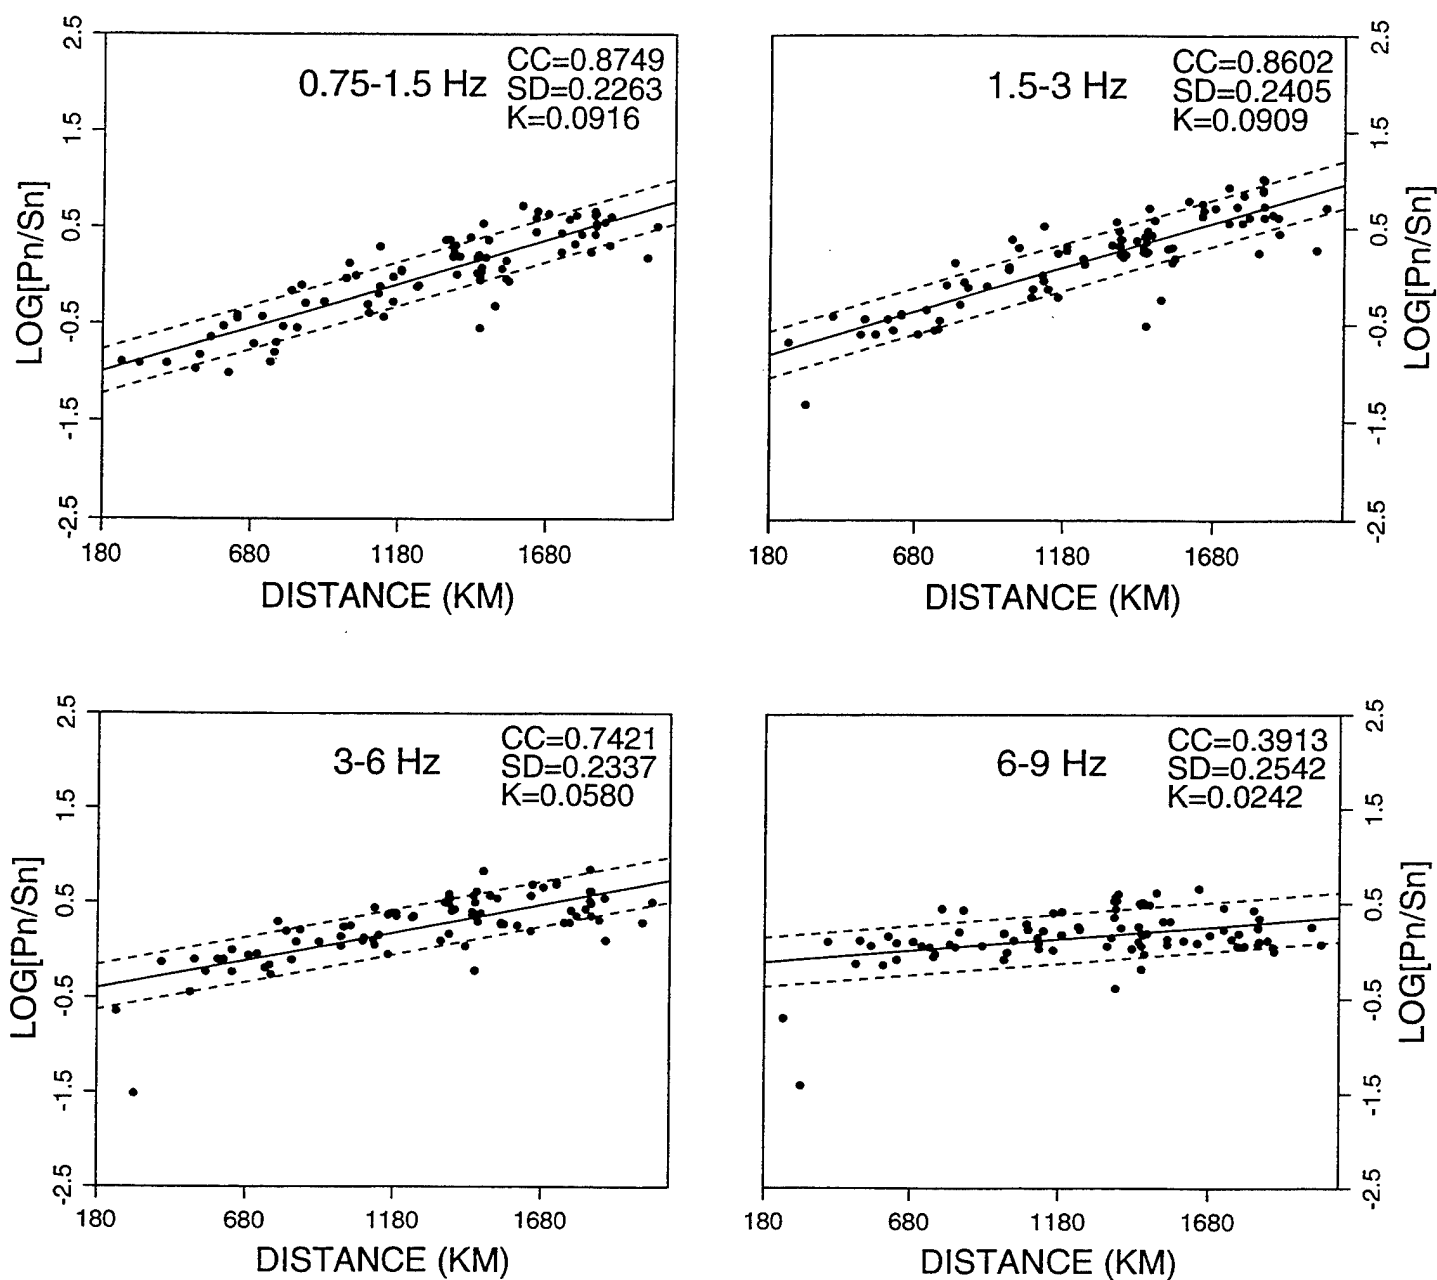 CC=0.8749
0.75-1.5 Hz
SD=0.2263
K=0.0916
LOG[Pn/Sn]
2.5
1.5
0.5
-0.5
-1.5
-2.5
180
680
1180
1680
DISTANCE (KM)
CC=0.8602
1.5-3 Hz
SD=0.2405
K=0.0909
2.5
1.5
0.5
-0.5
-1.5
-2.5
LOG[Pn/Sn]
180
680
1180
1680
DISTANCE (KM)
CC=0.7421
3-6 Hz
SD=0.2337
K=0.0580
LOG[Pn/Sn]
2.5
1.5
0.5
-0.5
-1.5
-2.5
180
680
1180
1680
DISTANCE (KM)
CC=0.3913
6-9 Hz
SD=0.2542
K=0.0242
2.5
1.5
0.5
-0.5
-1.5
-2.5
LOG[Pn/Sn]
180
680
1180
1680
DISTANCE (KM)